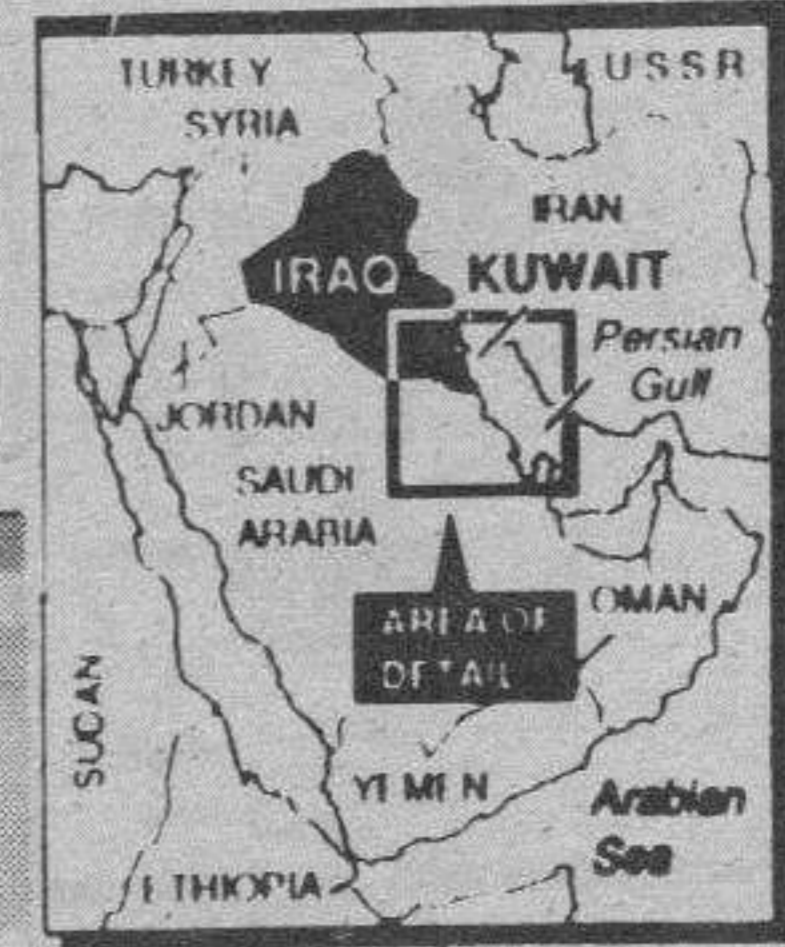 TURKEY
USSR
SYRIA
IRAN
IRAQ
KUWAIT
Persian
Gulf
JORDAN
SAUDI
ARABIA
AREA OF
DETAIL
OMAN
SUDAN
YEMEN
Arabian
Sea
ETHIOPIA